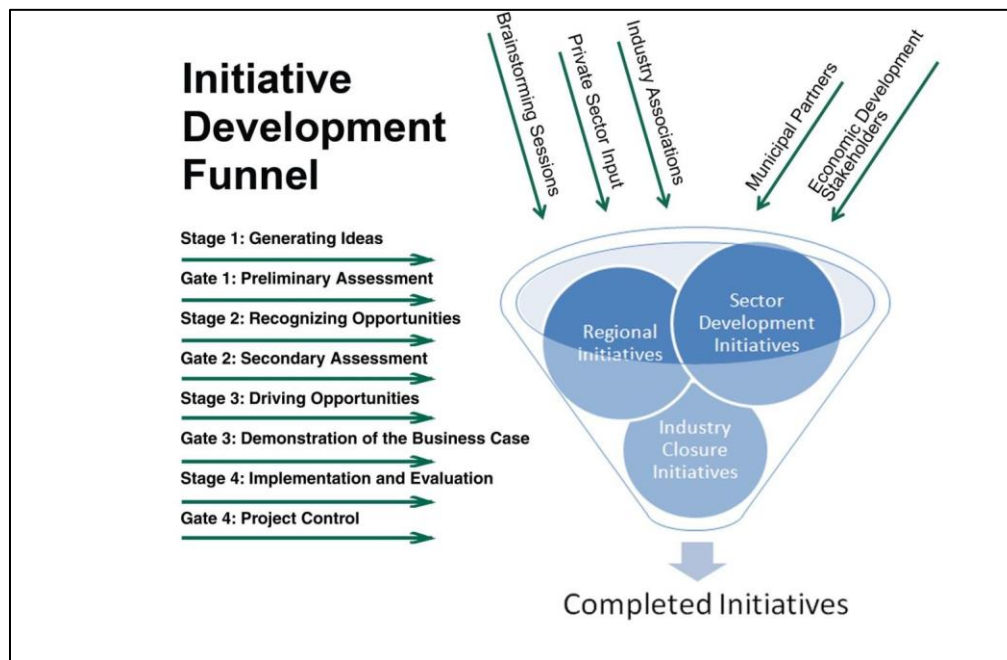 Initiative
Development
Funnel
Brainstorming Sessions
Private Sector Input
Industry Associations
Municipal Partners
Economic Development
Stakeholders
Stage 1: Generating Ideas
Gate 1: Preliminary Assessment
Stage 2: Recognizing Opportunities
Gate 2: Secondary Assessment
Stage 3: Driving Opportunities
Gate 3: Demonstration of the Business Case
Stage 4: Implementation and Evaluation
Gate 4: Project Control
Regional
Initiatives
Sector
Development
Initiatives
Industry
Closure
Initiatives
Completed Initiatives